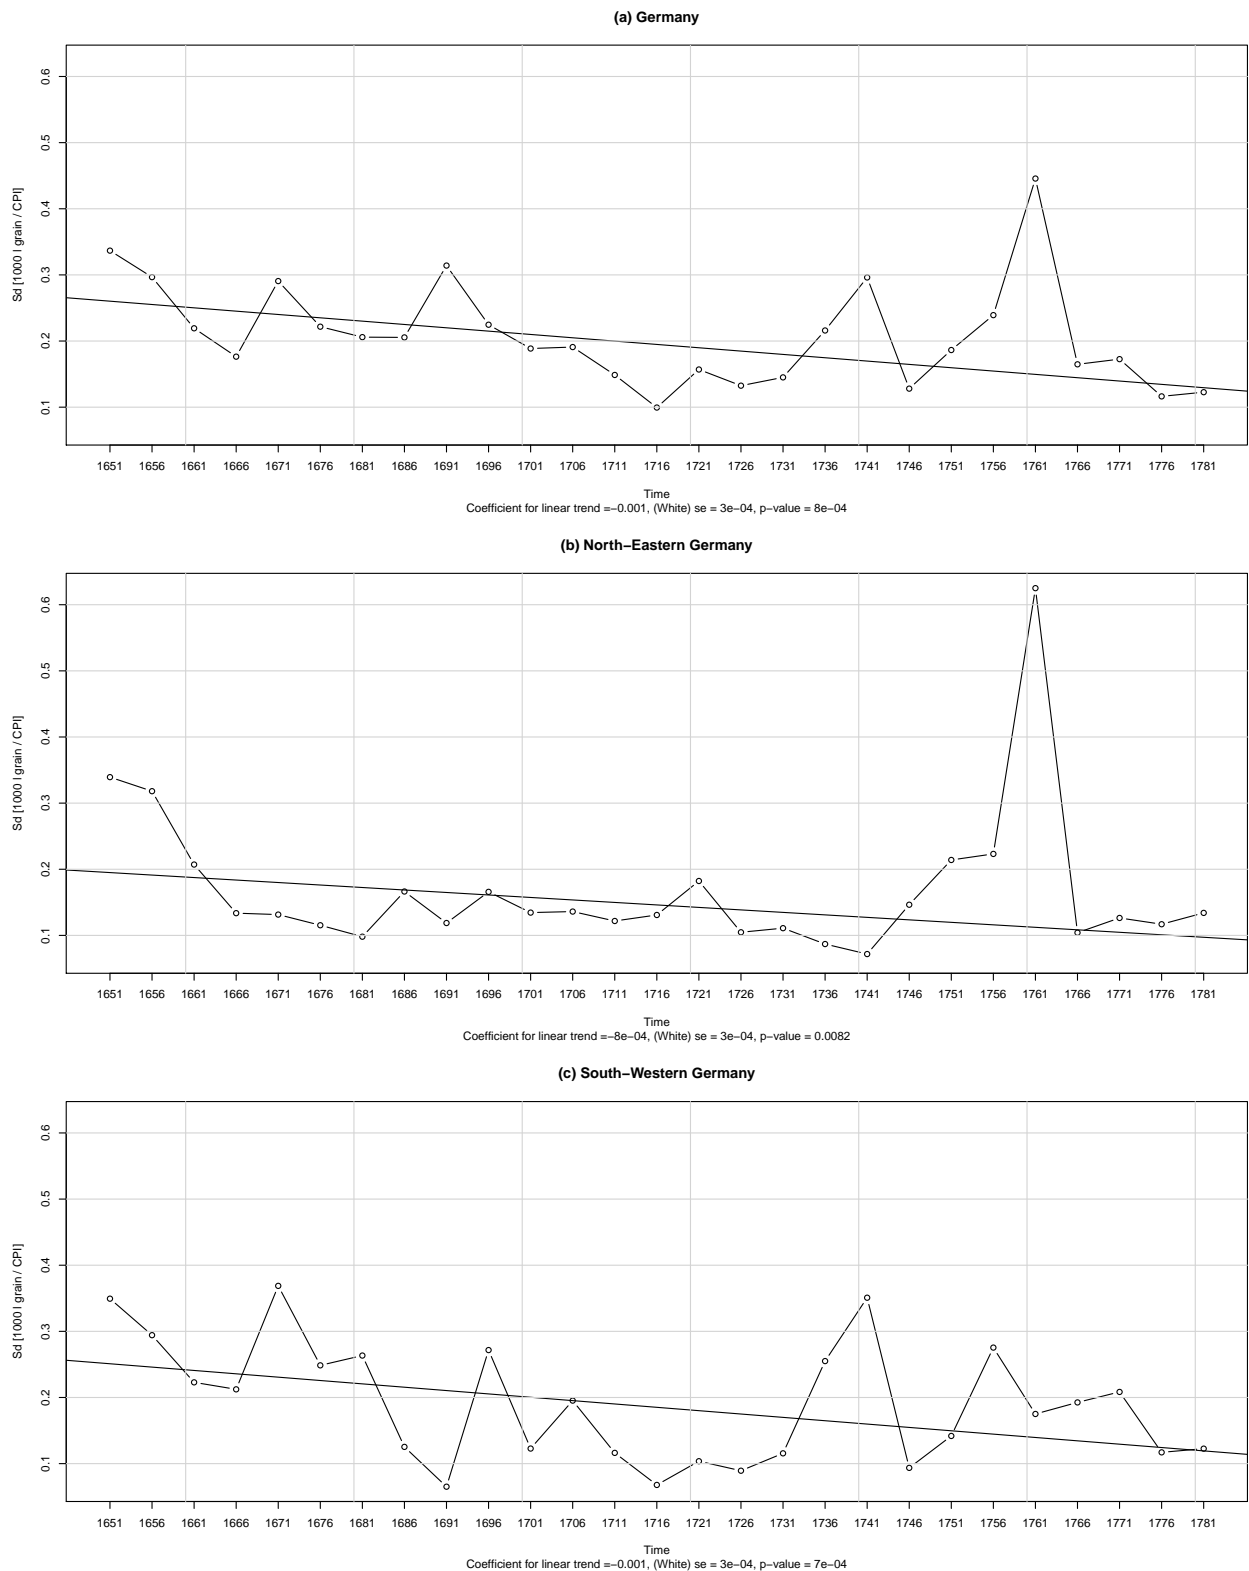 (a) Germany
Sd [1000 l grain / CPI]
0.6
0.5
0.4
0.3
0.2
0.1
1651 1656 1661 1666 1671 1676 1681 1686 1691 1696 1701 1706 1711 1716 1721 1726 1731 1736 1741 1746 1751 1756 1761 1766 1771 1776 1781
Time
Coefficient for linear trend =−0.001, (White) se = 3e−04, p−value = 8e−04
(b) North−Eastern Germany
Sd [1000 l grain / CPI]
0.6
0.5
0.4
0.3
0.2
0.1
1651 1656 1661 1666 1671 1676 1681 1686 1691 1696 1701 1706 1711 1716 1721 1726 1731 1736 1741 1746 1751 1756 1761 1766 1771 1776 1781
Time
Coefficient for linear trend =−8e−04, (White) se = 3e−04, p−value = 0.0082
(c) South−Western Germany
Sd [1000 l grain / CPI]
0.6
0.5
0.4
0.3
0.2
0.1
1651 1656 1661 1666 1671 1676 1681 1686 1691 1696 1701 1706 1711 1716 1721 1726 1731 1736 1741 1746 1751 1756 1761 1766 1771 1776 1781
Time
Coefficient for linear trend =−0.001, (White) se = 3e−04, p−value = 7e−04